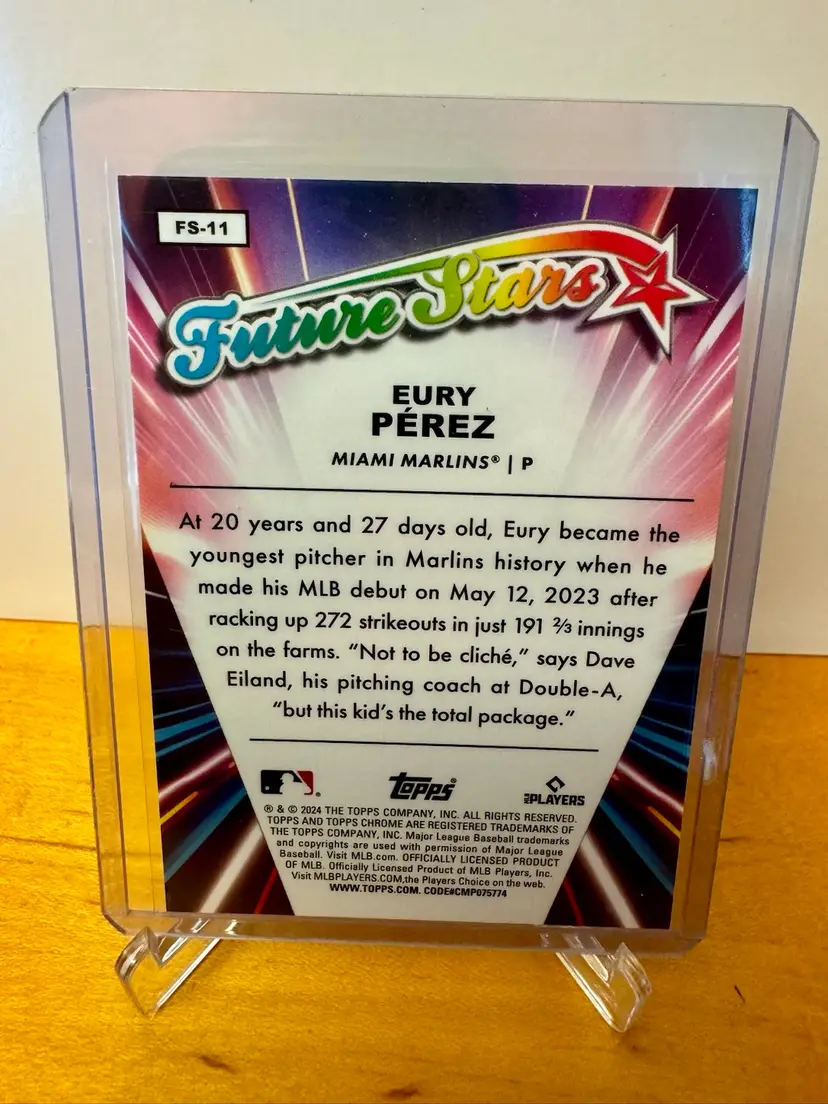 FS-11
Future Stars
EURY
PÉREZ
MIAMI MARLINS® | P
At 20 years and 27 days old, Eury became the
youngest pitcher in Marlins history when he
made his MLB debut on May 12, 2023 after
racking up 272 strikeouts in just 191 ⅔ innings
on the farms. “Not to be cliché,” says Dave
Eiland, his pitching coach at Double-A,
“but this kid’s the total package.”
Topps®
MLB PLAYERS
® & © 2024 THE TOPPS COMPANY, INC. ALL RIGHTS RESERVED.
TOPPS AND TOPPS CHROME ARE REGISTERED TRADEMARKS OF
THE TOPPS COMPANY, INC. Major League Baseball trademarks
and copyrights are used with permission of Major League
Baseball. Visit MLB.com. OFFICIALLY LICENSED PRODUCT
OF MLB. Officially Licensed Product of MLB Players, Inc.
Visit MLBPLAYERS.COM,the Players Choice on the web.
WWW.TOPPS.COM. CODE#CMP075774